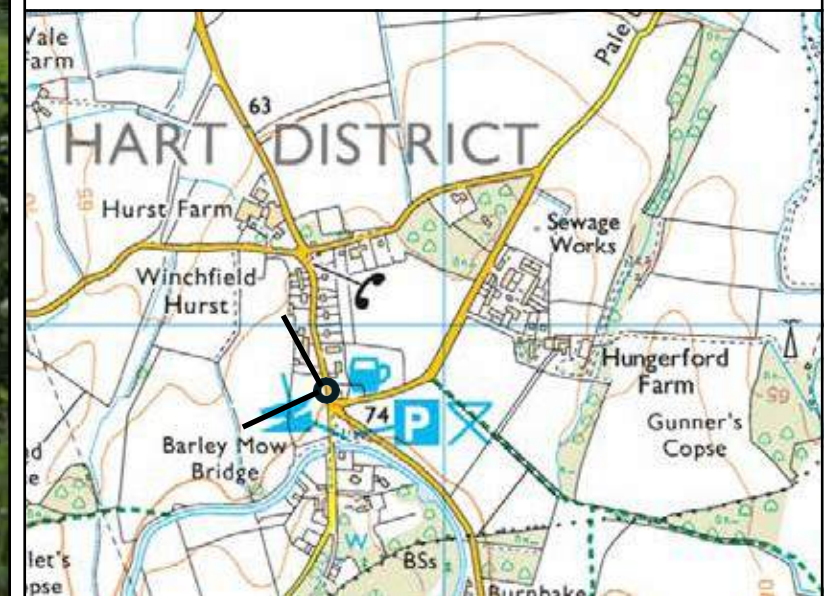 Vale
Farm
63
Pale
HART DISTRICT
Hurst Farm
Sewage
Works
Winchfield
Hurst
Hungerford
Farm
74
P
Gunner's
Copse
Barley Mow
Bridge
W
BSs
Burnbake